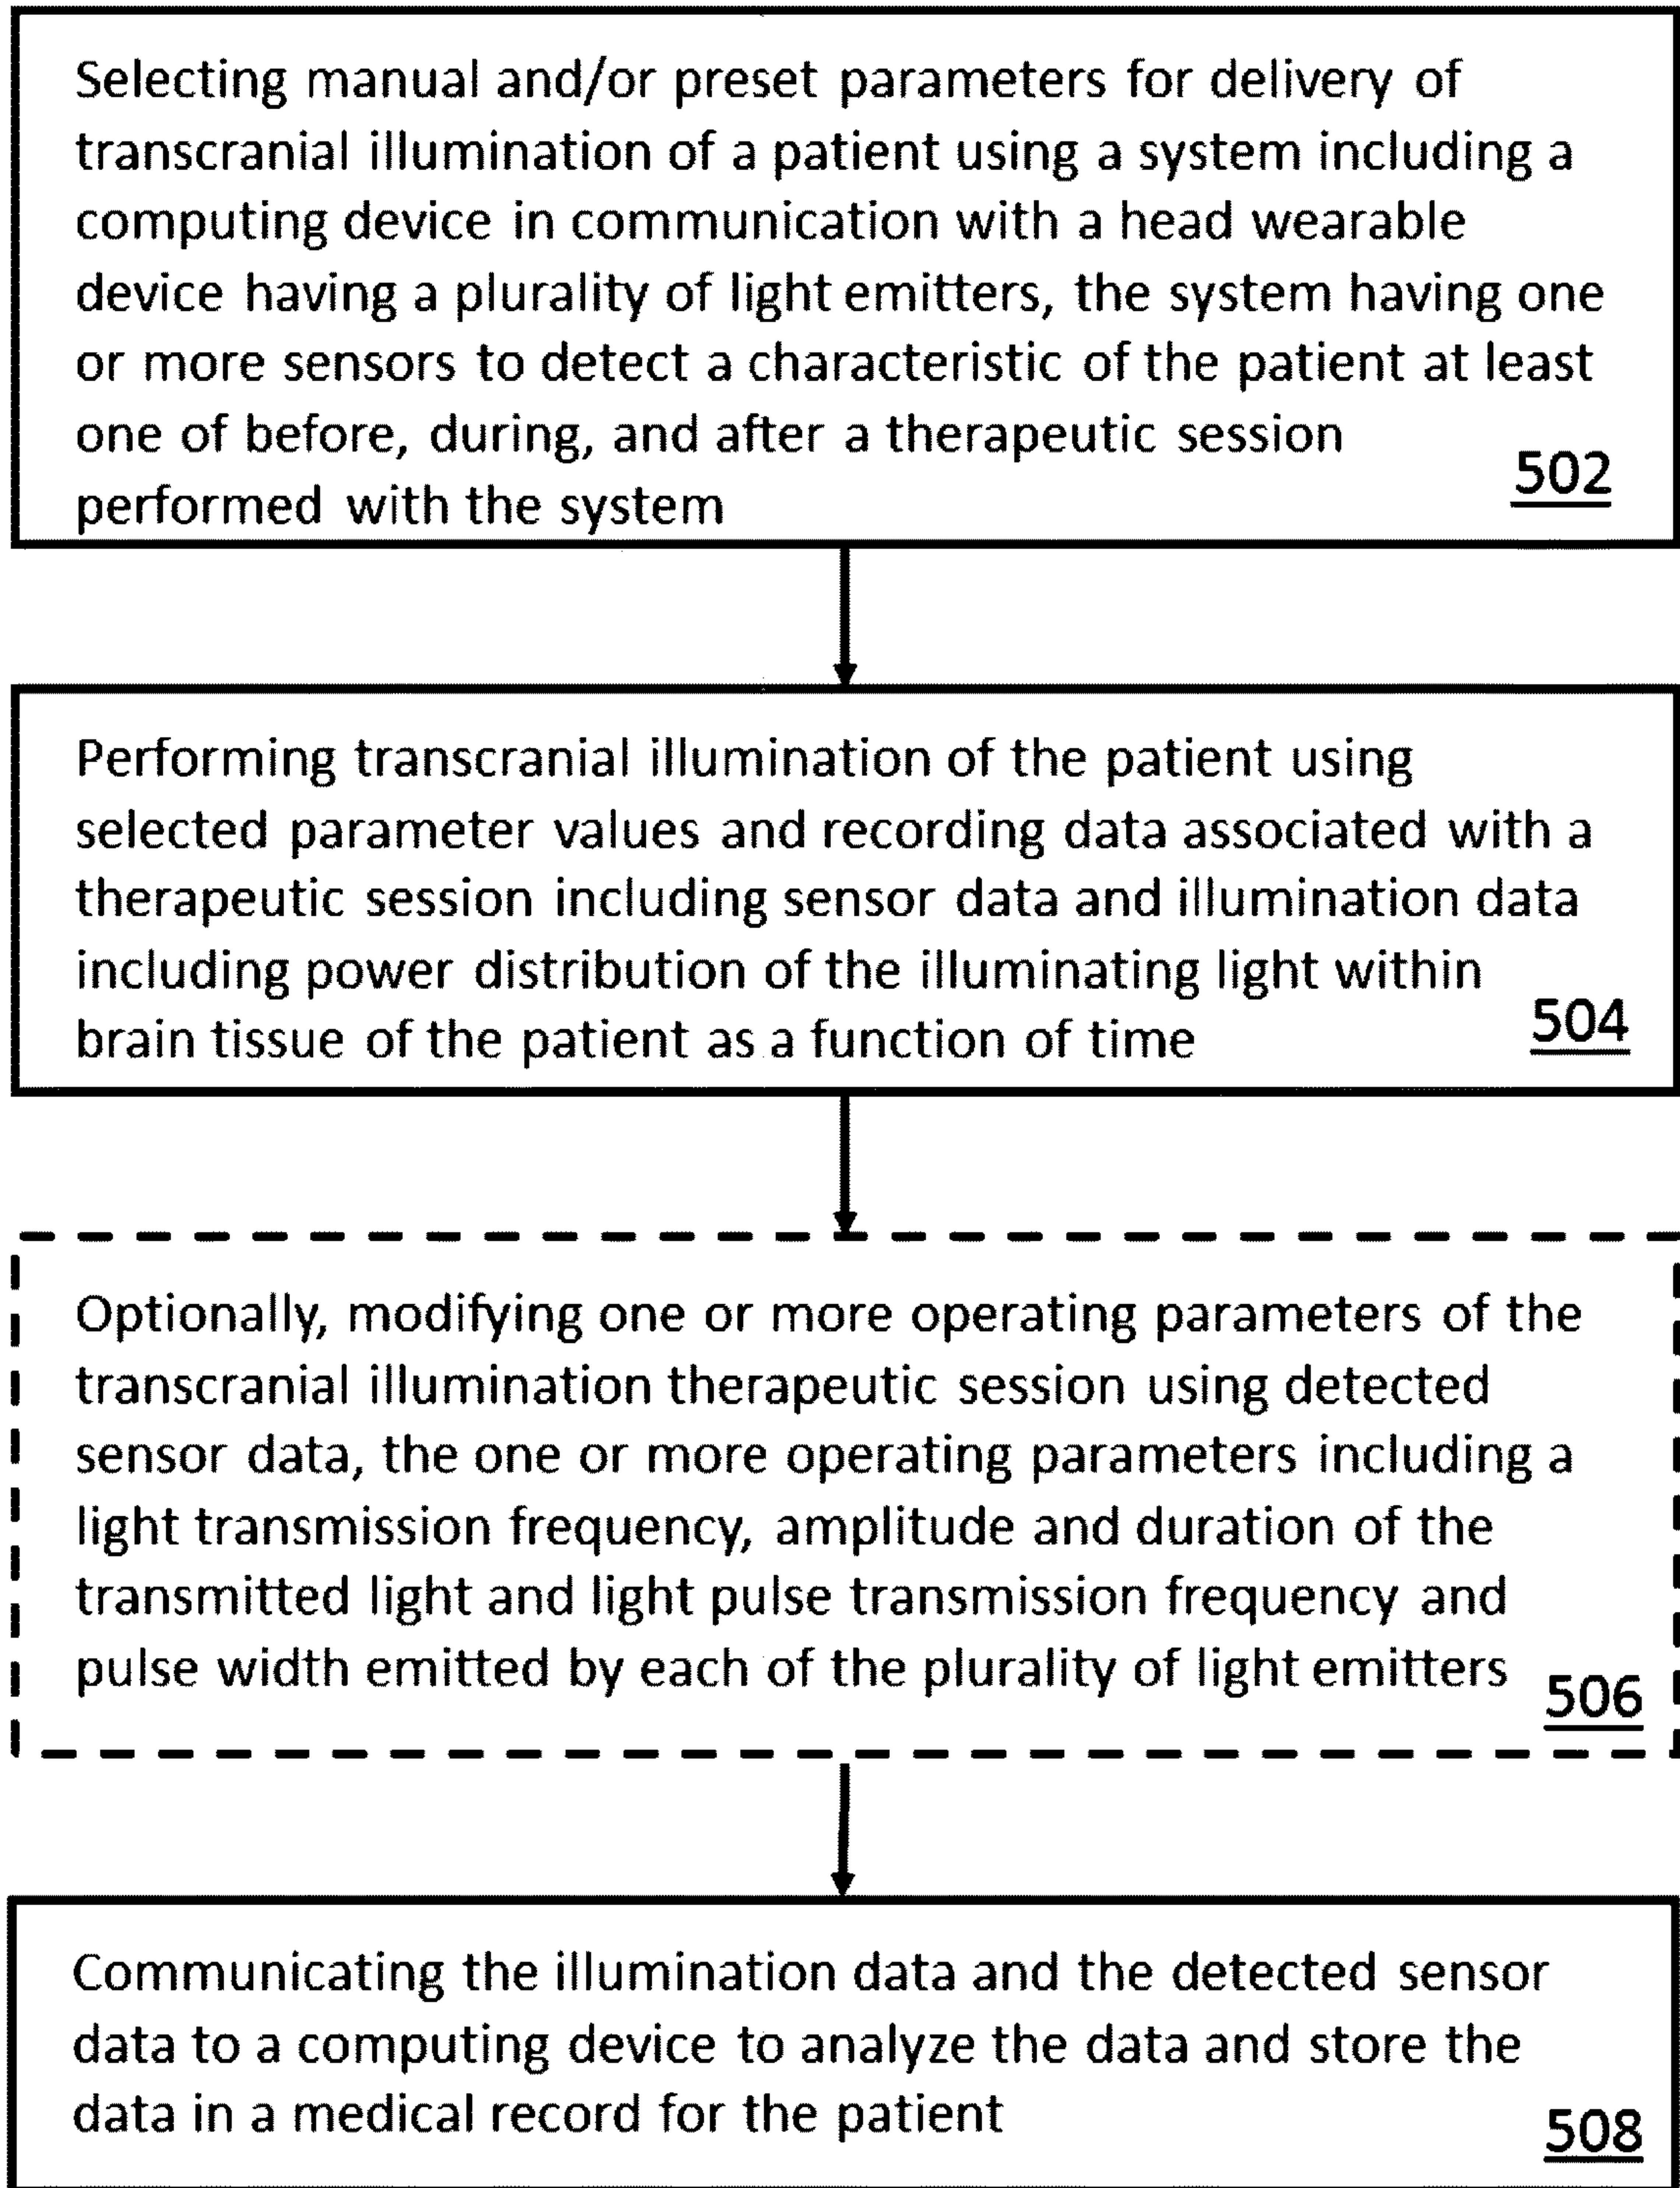 Selecting manual and/or preset parameters for delivery of
transcranial illumination of a patient using a system including a
computing device in communication with a head wearable
device having a plurality of light emitters, the system having one
or more sensors to detect a characteristic of the patient at least
one of before, during, and after a therapeutic session
performed with the system
502
Performing transcranial illumination of the patient using
selected parameter values and recording data associated with a
therapeutic session including sensor data and illumination data
including power distribution of the illuminating light within
brain tissue of the patient as a function of time
504
Optionally, modifying one or more operating parameters of the
transcranial illumination therapeutic session using detected
sensor data, the one or more operating parameters including a
light transmission frequency, amplitude and duration of the
transmitted light and light pulse transmission frequency and
pulse width emitted by each of the plurality of light emitters
506
Communicating the illumination data and the detected sensor
data to a computing device to analyze the data and store the
data in a medical record for the patient
508